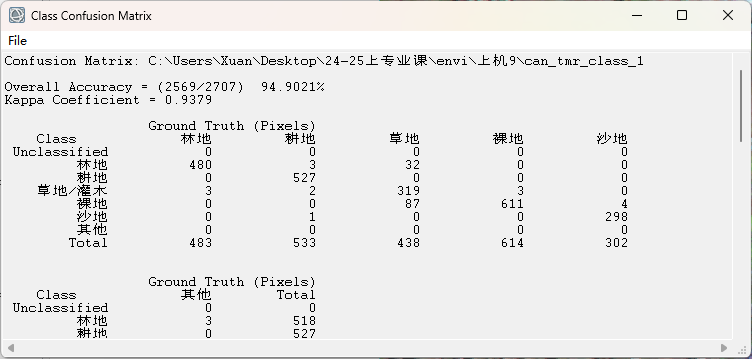 Class Confusion Matrix
File
Confusion Matrix: C:\Users\Xuan\Desktop\24-25上专业课\envi\上机9\can_tmr_class_1
Overall Accuracy = (2569/2707)  94.9021%
Kappa Coefficient = 0.9379
Ground Truth (Pixels)
Class 林地 耕地 草地 裸地 沙地
Unclassified 0 0 0 0 0
林地 480 3 32 0 0
耕地 0 527 0 0 0
草地/灌木 3 2 319 3 0
裸地 0 0 87 611 4
沙地 0 1 0 0 298
其他 0 0 0 0 0
Total 483 533 438 614 302
Ground Truth (Pixels)
Class 其他 Total
Unclassified 0 0
林地 3 518
耕地 0 527